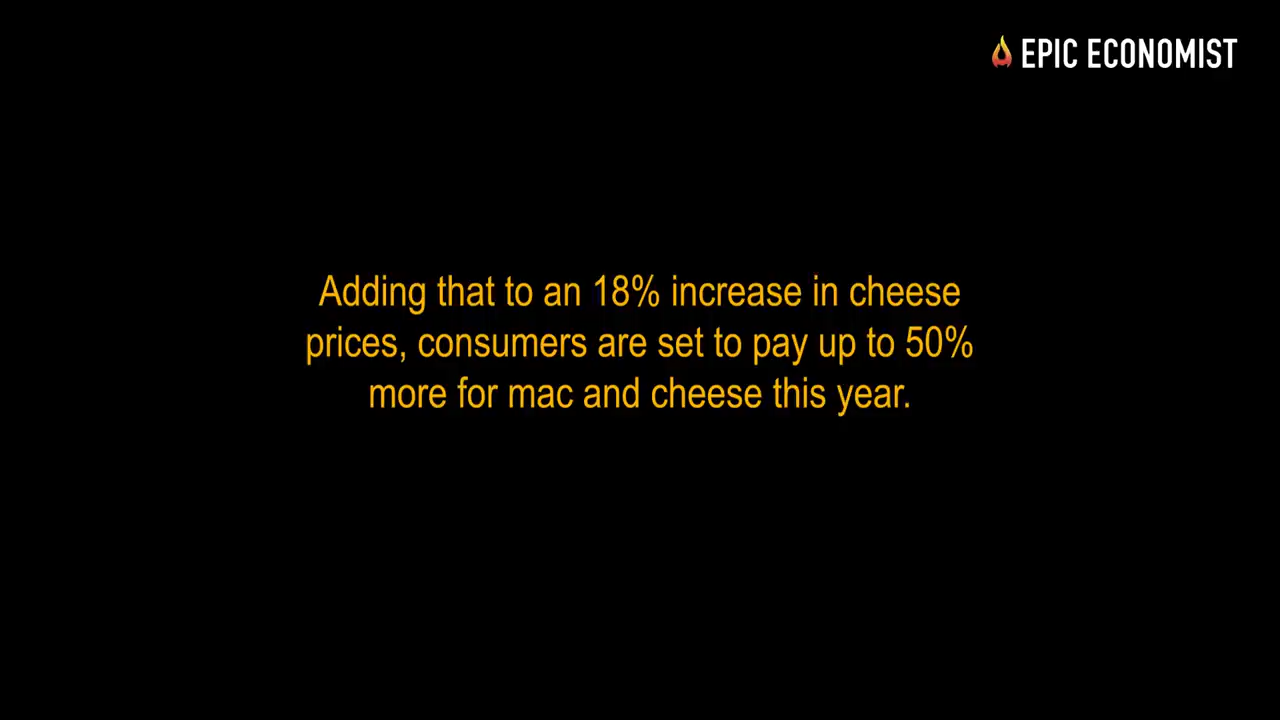 EPIC ECONOMIST
Adding that to an 18% increase in cheese
prices, consumers are set to pay up to 50%
more for mac and cheese this year.